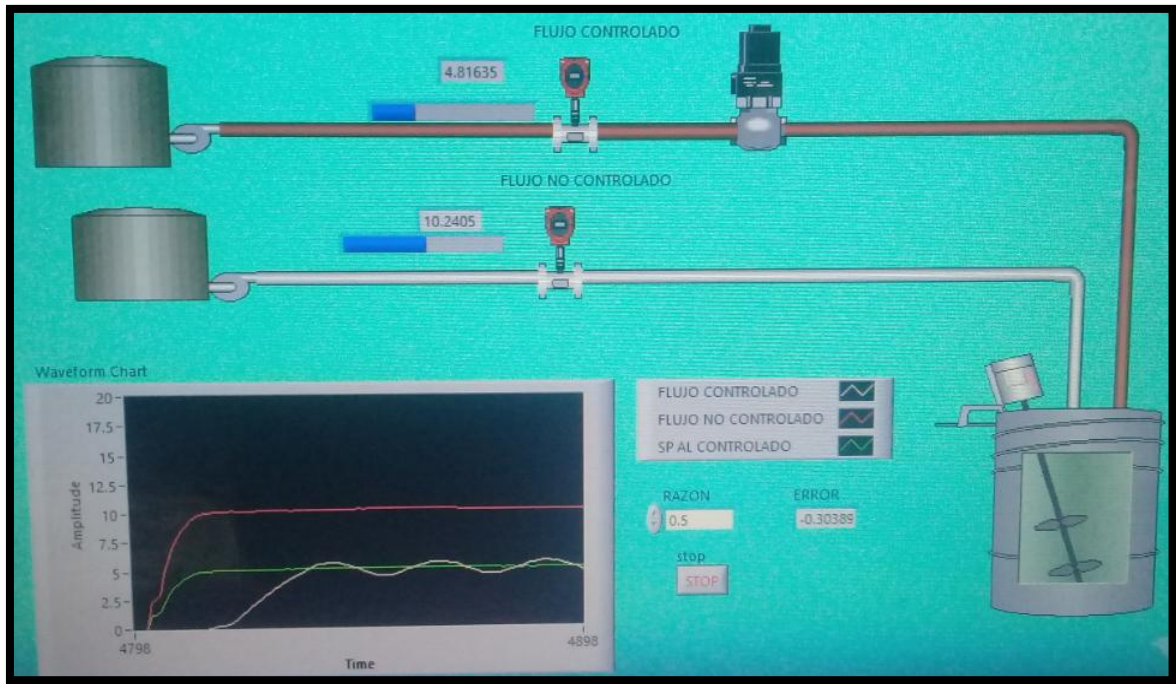 FLUJO CONTROLADO
4.81635
FLUJO NO CONTROLADO
10.2405
Waveform Chart
20
17.5
15
12.5
10
7.5
5
2.5
0
4798
4898
Amplitude
Time
FLUJO CONTROLADO
FLUJO NO CONTROLADO
SP AL CONTROLADO
RAZON
ERROR
0.5
-0.30389
stop
STOP